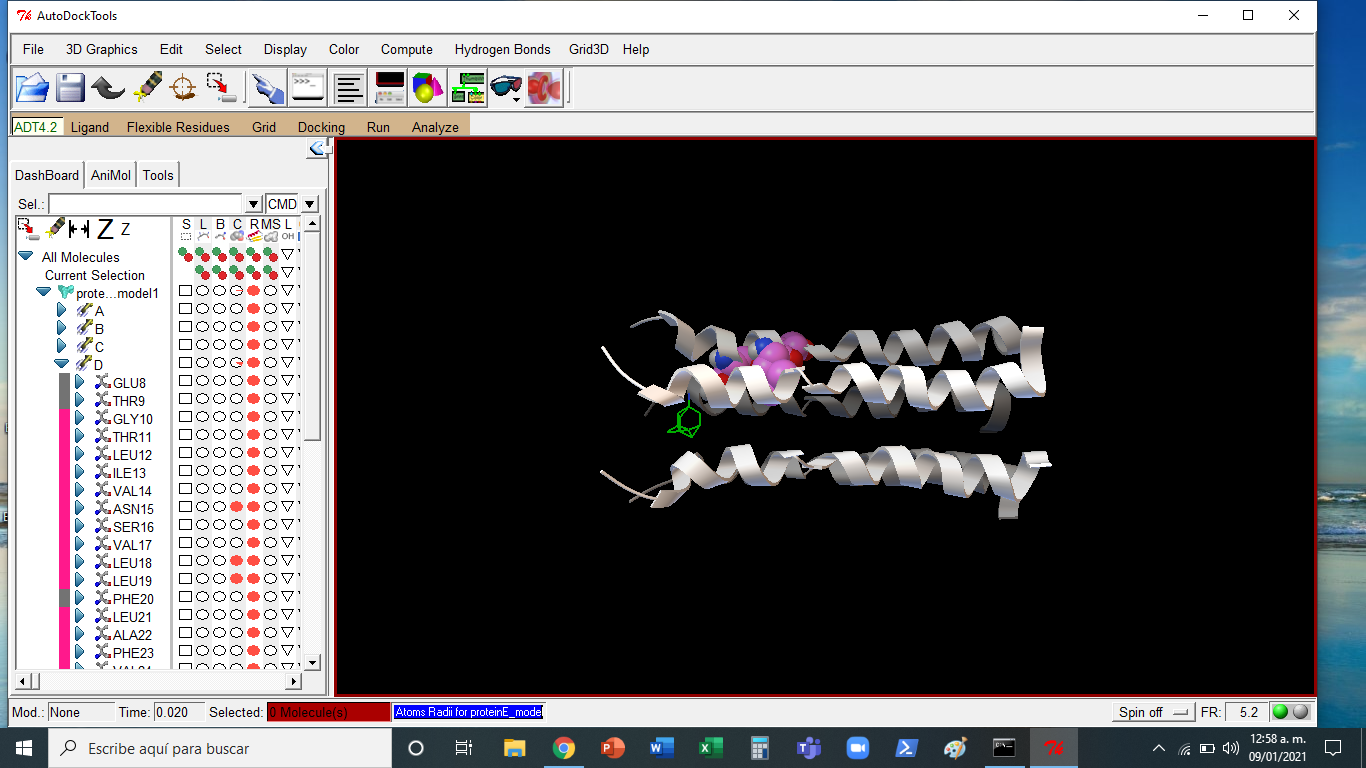 AutoDockTools
File 3D Graphics Edit Select Display Color Compute Hydrogen Bonds Grid3D Help
>>>
ADT4.2 Ligand Flexible Residues Grid Docking Run Analyze
DashBoard AniMol Tools
Sel.: CMD
Z Z S L B C R MS L
OH
All Molecules
Current Selection
prote...model1
A
B
C
D
GLU8
THR9
GLY10
THR11
LEU12
ILE13
VAL14
ASN15
SER16
VAL17
LEU18
LEU19
PHE20
LEU21
ALA22
PHE23
Mod.: None Time: 0.020 Selected: 0 Molecule(s) Atoms Radii for proteinE_model Spin off FR: 5.2
Escribe aquí para buscar
12:58 a. m.
09/01/2021